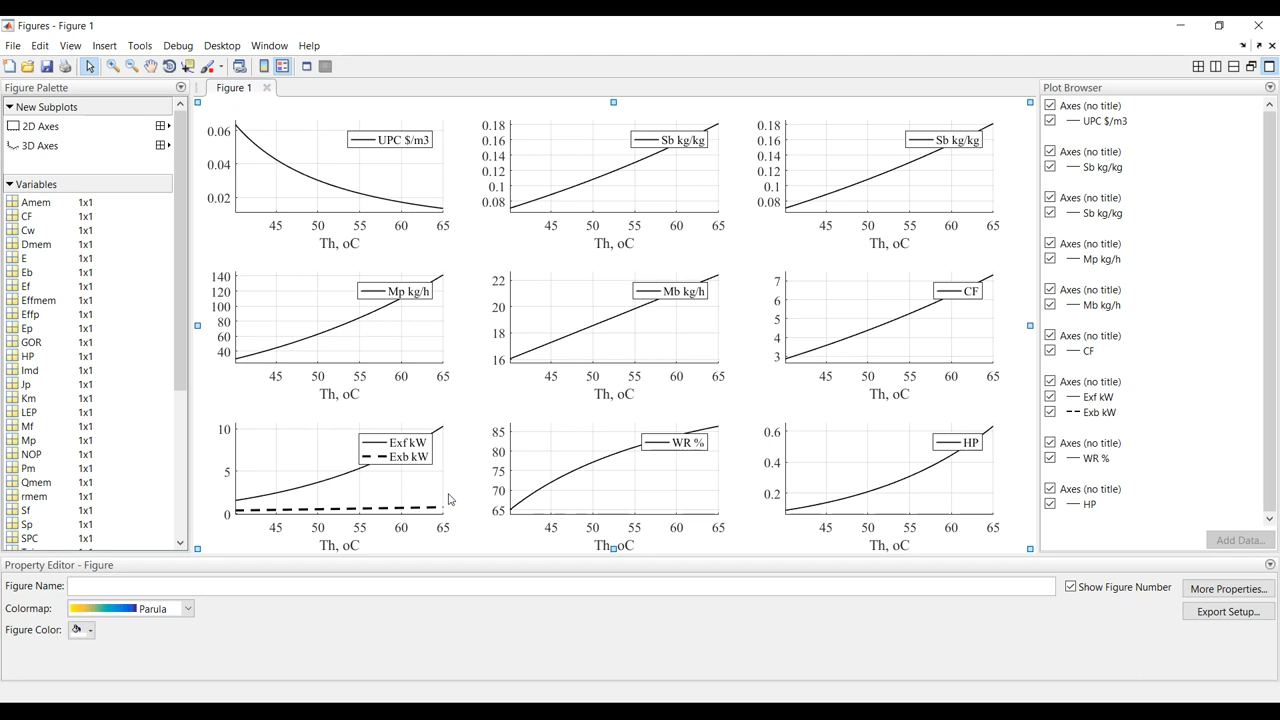 Figures - Figure 1
File Edit View Insert Tools Debug Desktop Window Help
Figure Palette
New Subplots
2D Axes
3D Axes
Variables
Amem 1x1
CF 1x1
Cw 1x1
Dmem 1x1
E 1x1
Eb 1x1
Ef 1x1
Effmem 1x1
Effp 1x1
Ep 1x1
GOR 1x1
HP 1x1
Imd 1x1
Jp 1x1
Km 1x1
LEP 1x1
Mf 1x1
Mp 1x1
NOP 1x1
Pm 1x1
Qmem 1x1
rmem 1x1
Sf 1x1
Sp 1x1
SPC 1x1
Figure 1
0.06
0.04
0.02
UPC $/m3
45 50 55 60 65
Th, oC
0.18
0.16
0.14
0.12
0.1
0.08
Sb kg/kg
45 50 55 60 65
Th, oC
0.18
0.16
0.14
0.12
0.1
0.08
Sb kg/kg
45 50 55 60 65
Th, oC
140
120
100
80
60
40
Mp kg/h
45 50 55 60 65
Th, oC
22
20
18
16
Mb kg/h
45 50 55 60 65
Th, oC
7
6
5
4
3
CF
45 50 55 60 65
Th, oC
10
5
0
Exf kW
Exb kW
45 50 55 60 65
Th, oC
85
80
75
70
65
WR %
45 50 55 60 65
Th, oC
0.6
0.4
0.2
HP
45 50 55 60 65
Th, oC
Plot Browser
Axes (no title)
UPC $/m3
Axes (no title)
Sb kg/kg
Axes (no title)
Sb kg/kg
Axes (no title)
Mp kg/h
Axes (no title)
Mb kg/h
Axes (no title)
CF
Axes (no title)
Exf kW
Exb kW
Axes (no title)
WR %
Axes (no title)
HP
Add Data...
Property Editor - Figure
Figure Name:
Show Figure Number
More Properties...
Colormap: Parula
Export Setup...
Figure Color: